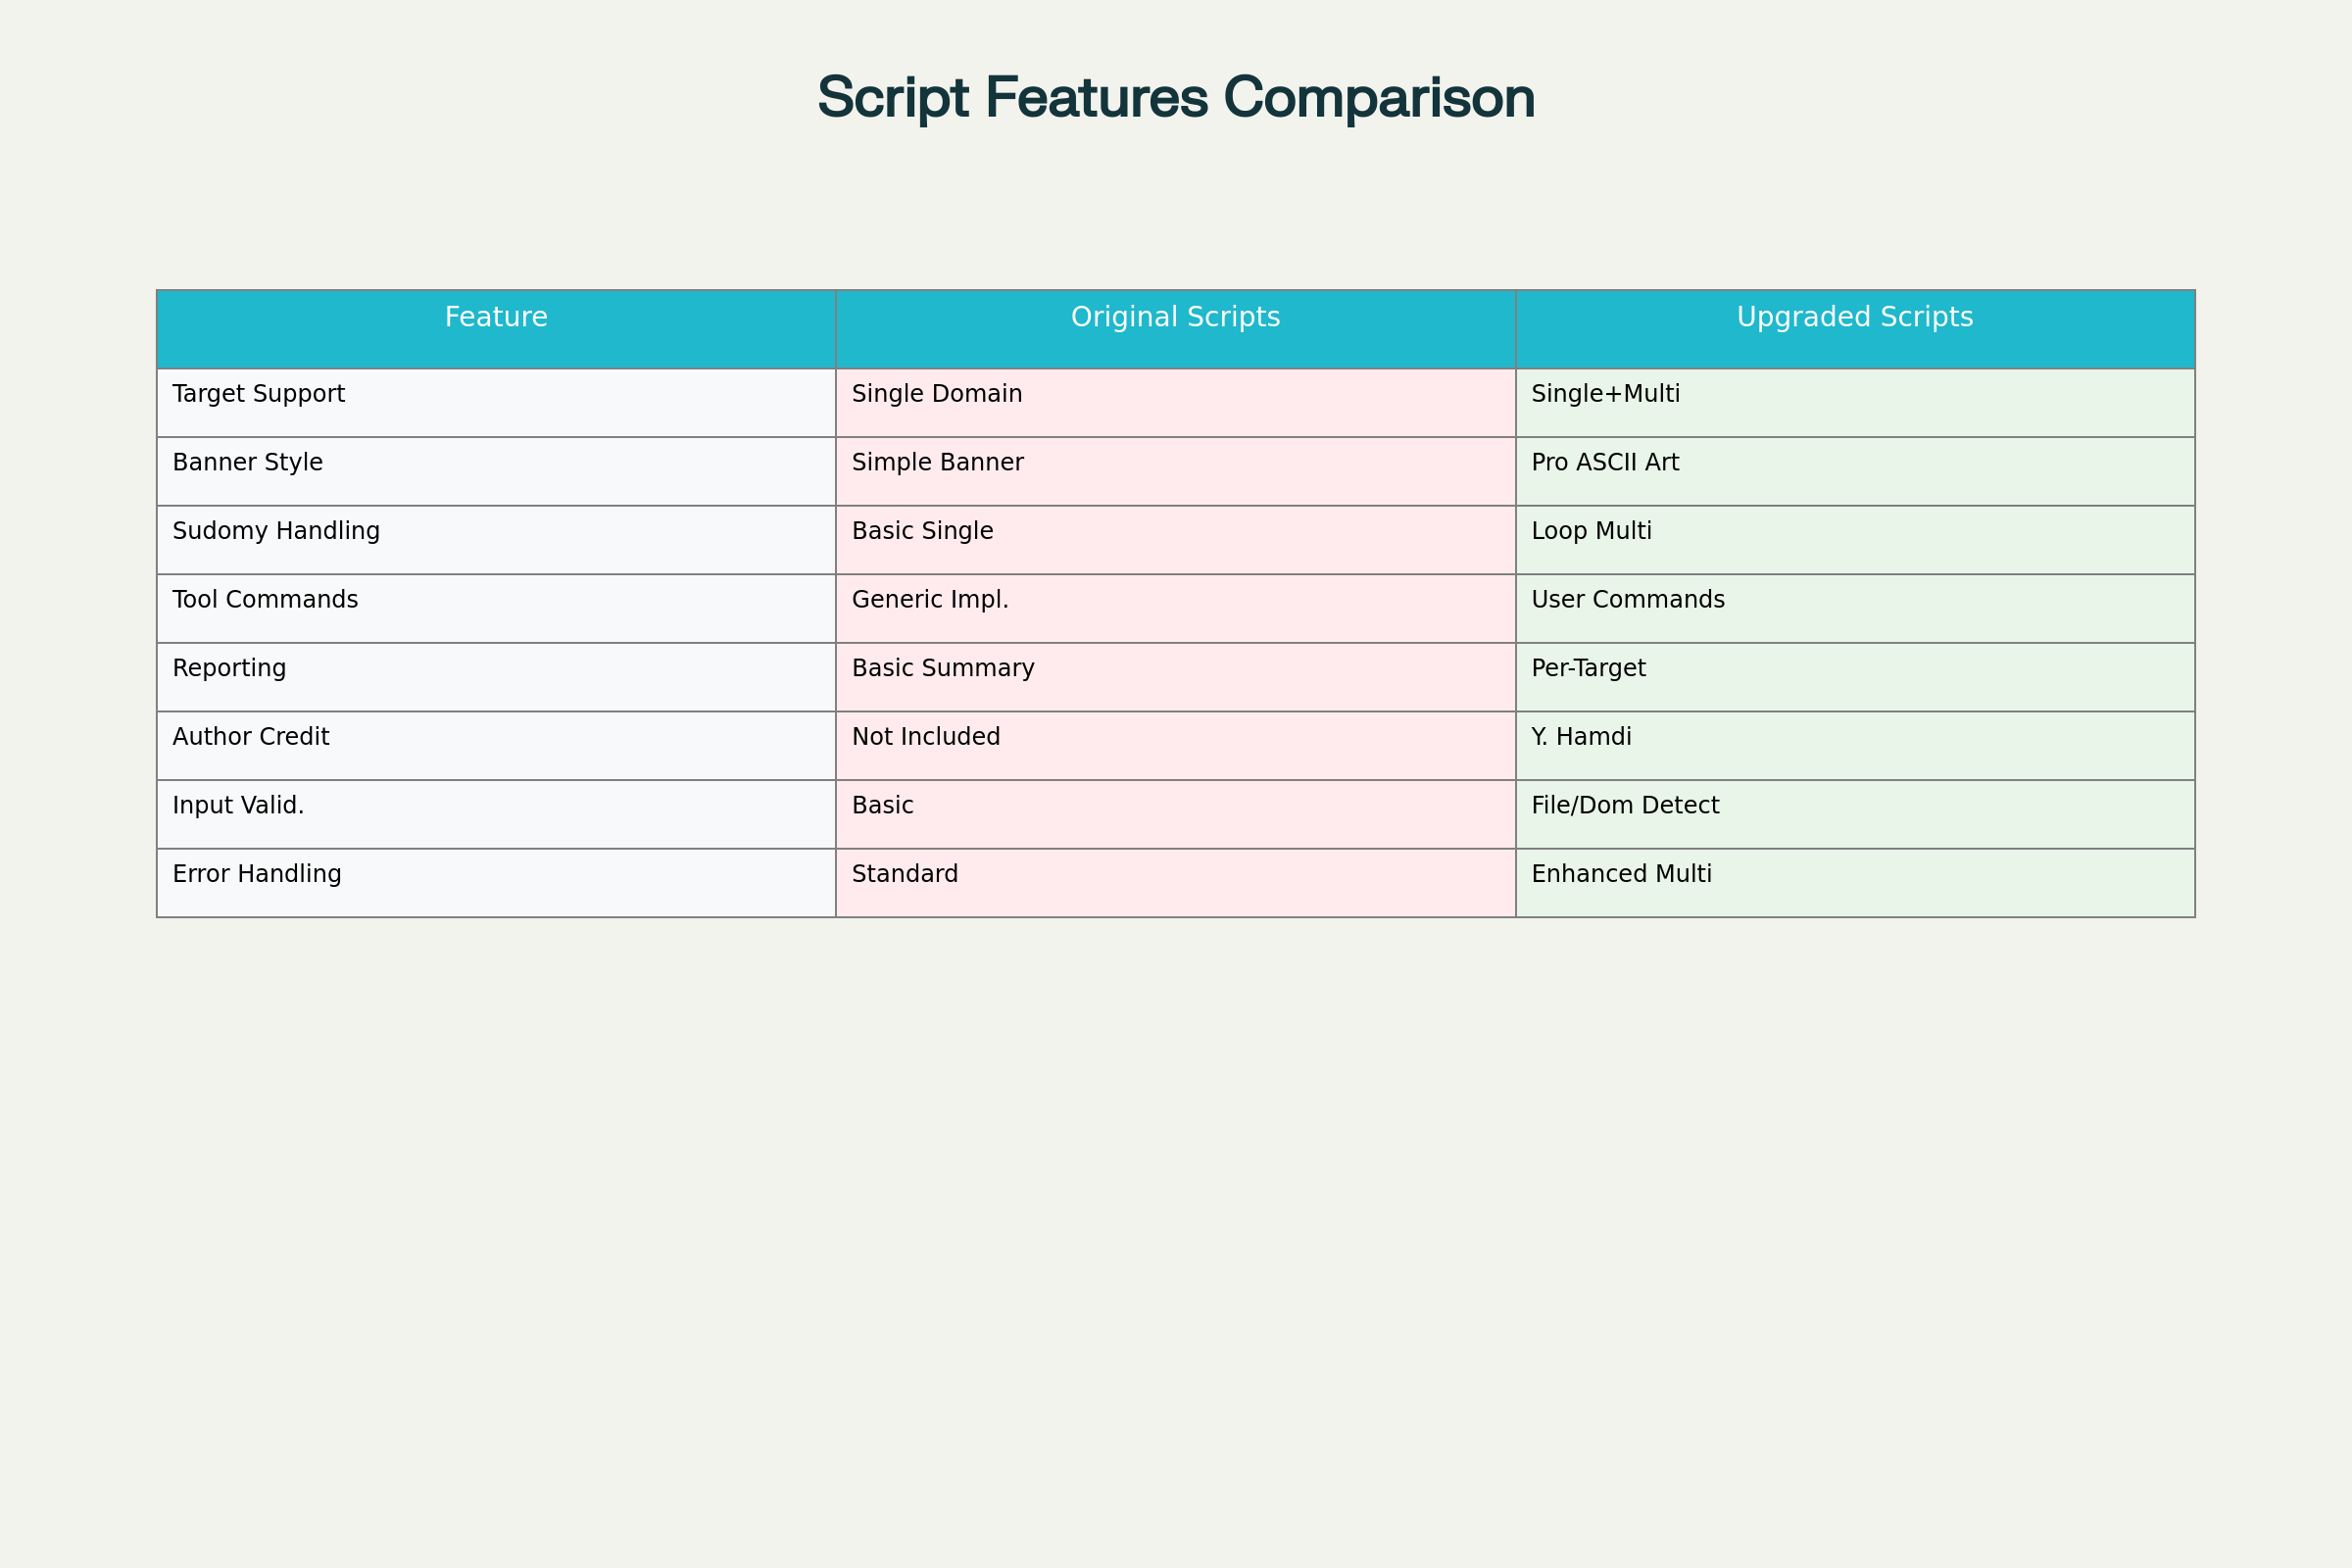 Script Features Comparison
Feature Original Scripts Upgraded Scripts
Target Support Single Domain Single+Multi
Banner Style Simple Banner Pro ASCII Art
Sudomy Handling Basic Single Loop Multi
Tool Commands Generic Impl. User Commands
Reporting Basic Summary Per-Target
Author Credit Not Included Y. Hamdi
Input Valid. Basic File/Dom Detect
Error Handling Standard Enhanced Multi